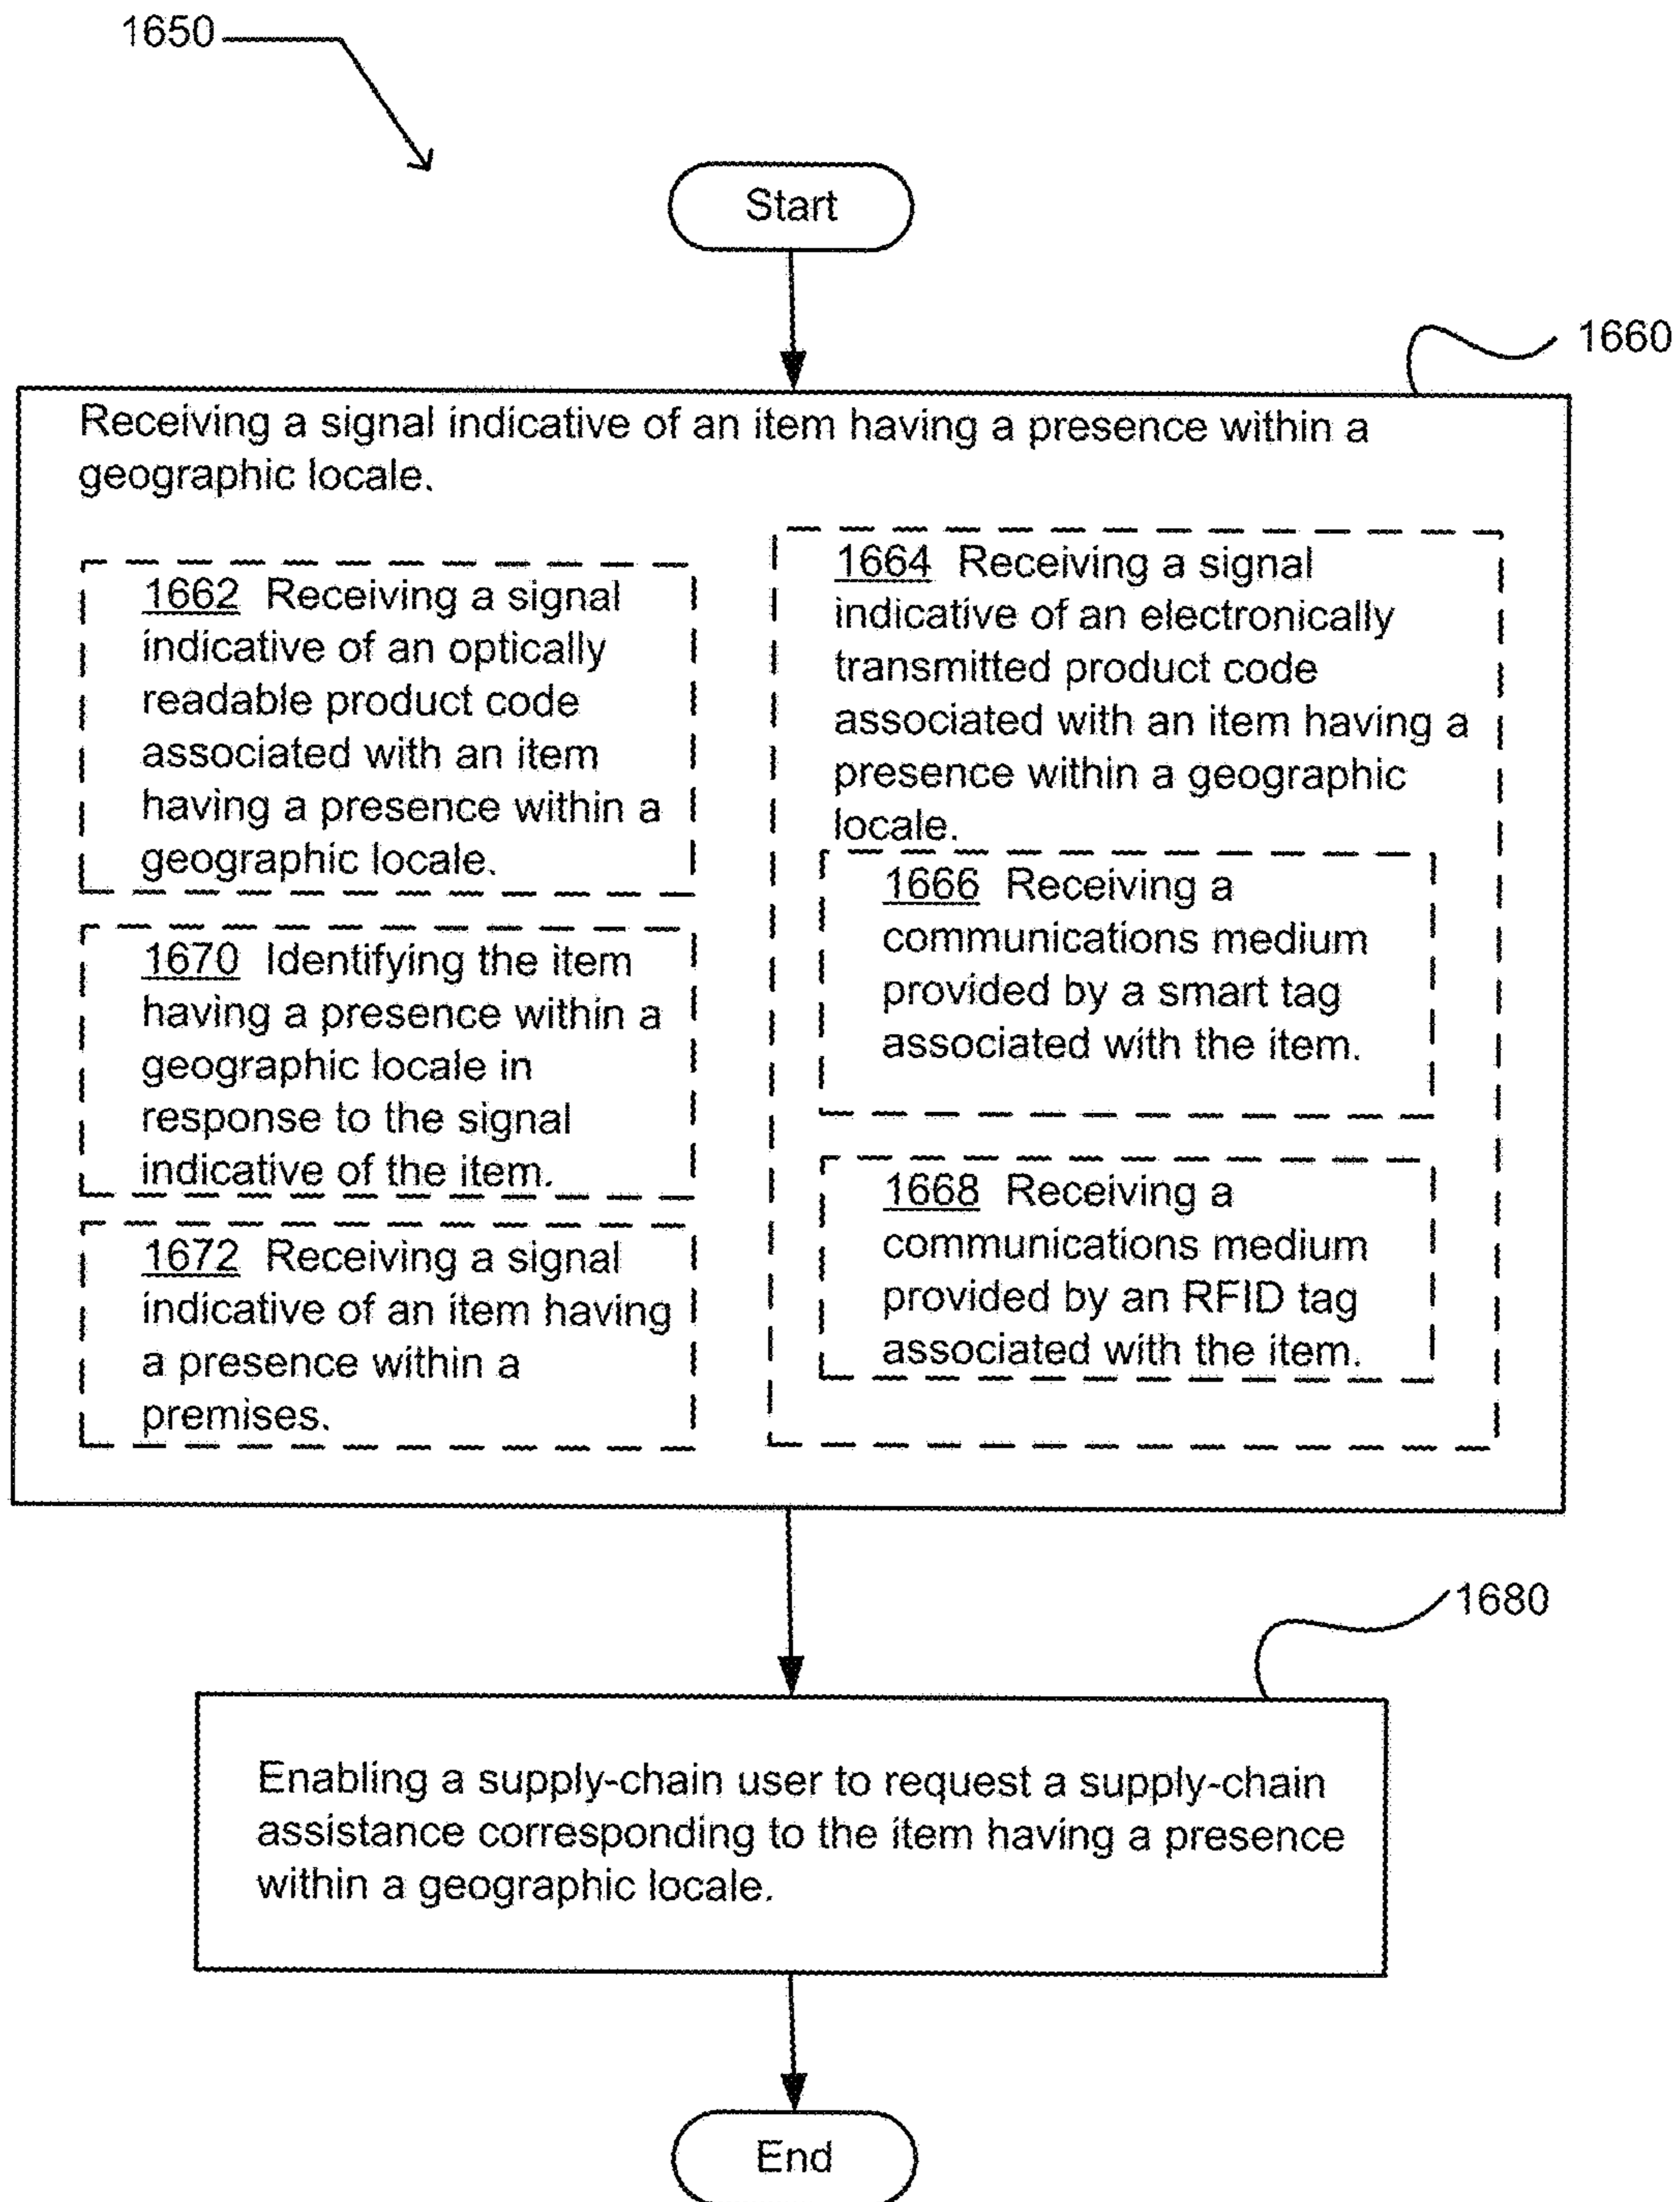 1650
Start
1660
Receiving a signal indicative of an item having a presence within a
geographic locale.
1662 Receiving a signal
indicative of an optically
readable product code
associated with an item
having a presence within a
geographic locale.
1670 Identifying the item
having a presence within a
geographic locale in
response to the signal
indicative of the item.
1672 Receiving a signal
indicative of an item having
a presence within a
premises.
1664 Receiving a signal
indicative of an electronically
transmitted product code
associated with an item having a
presence within a geographic
locale.
1666 Receiving a
communications medium
provided by a smart tag
associated with the item.
1668 Receiving a
communications medium
provided by an RFID tag
associated with the item.
1680
Enabling a supply-chain user to request a supply-chain
assistance corresponding to the item having a presence
within a geographic locale.
End